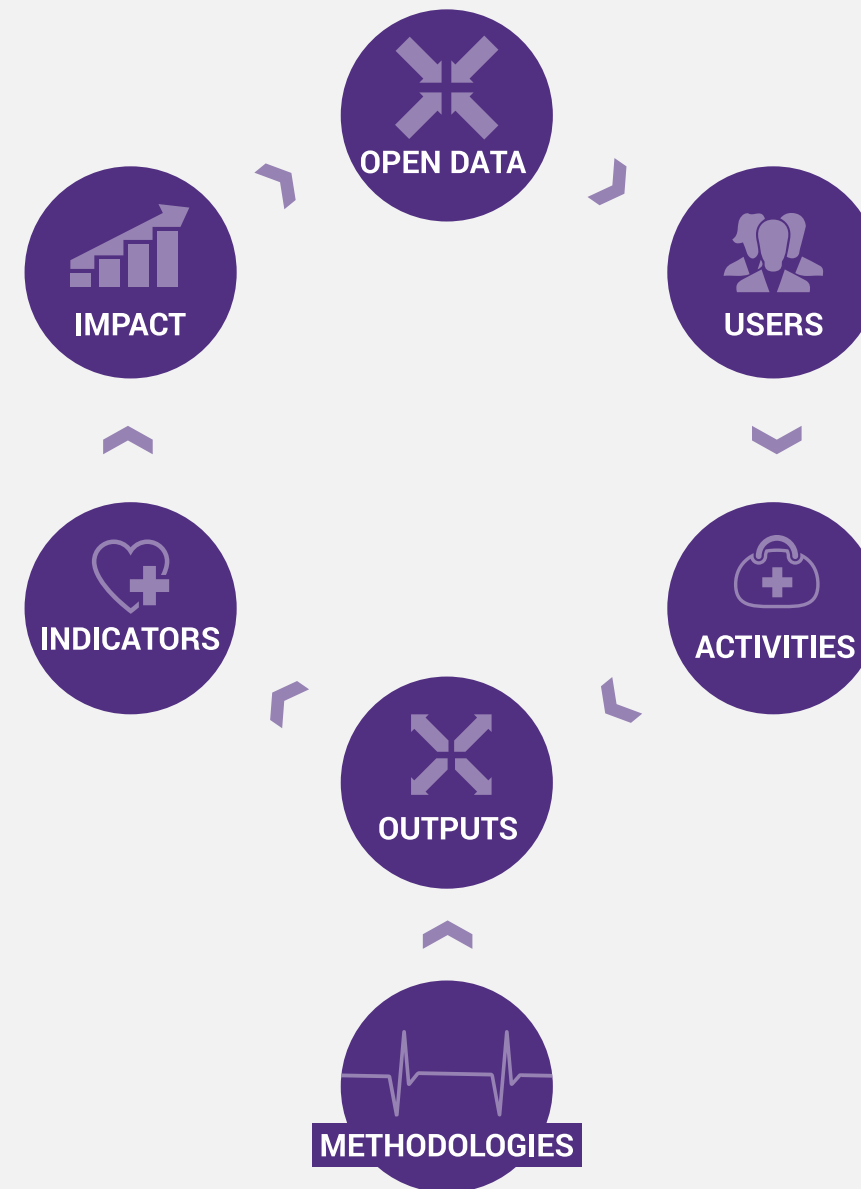 OPEN DATA
IMPACT
USERS
INDICATORS
ACTIVITIES
OUTPUTS
METHODOLOGIES